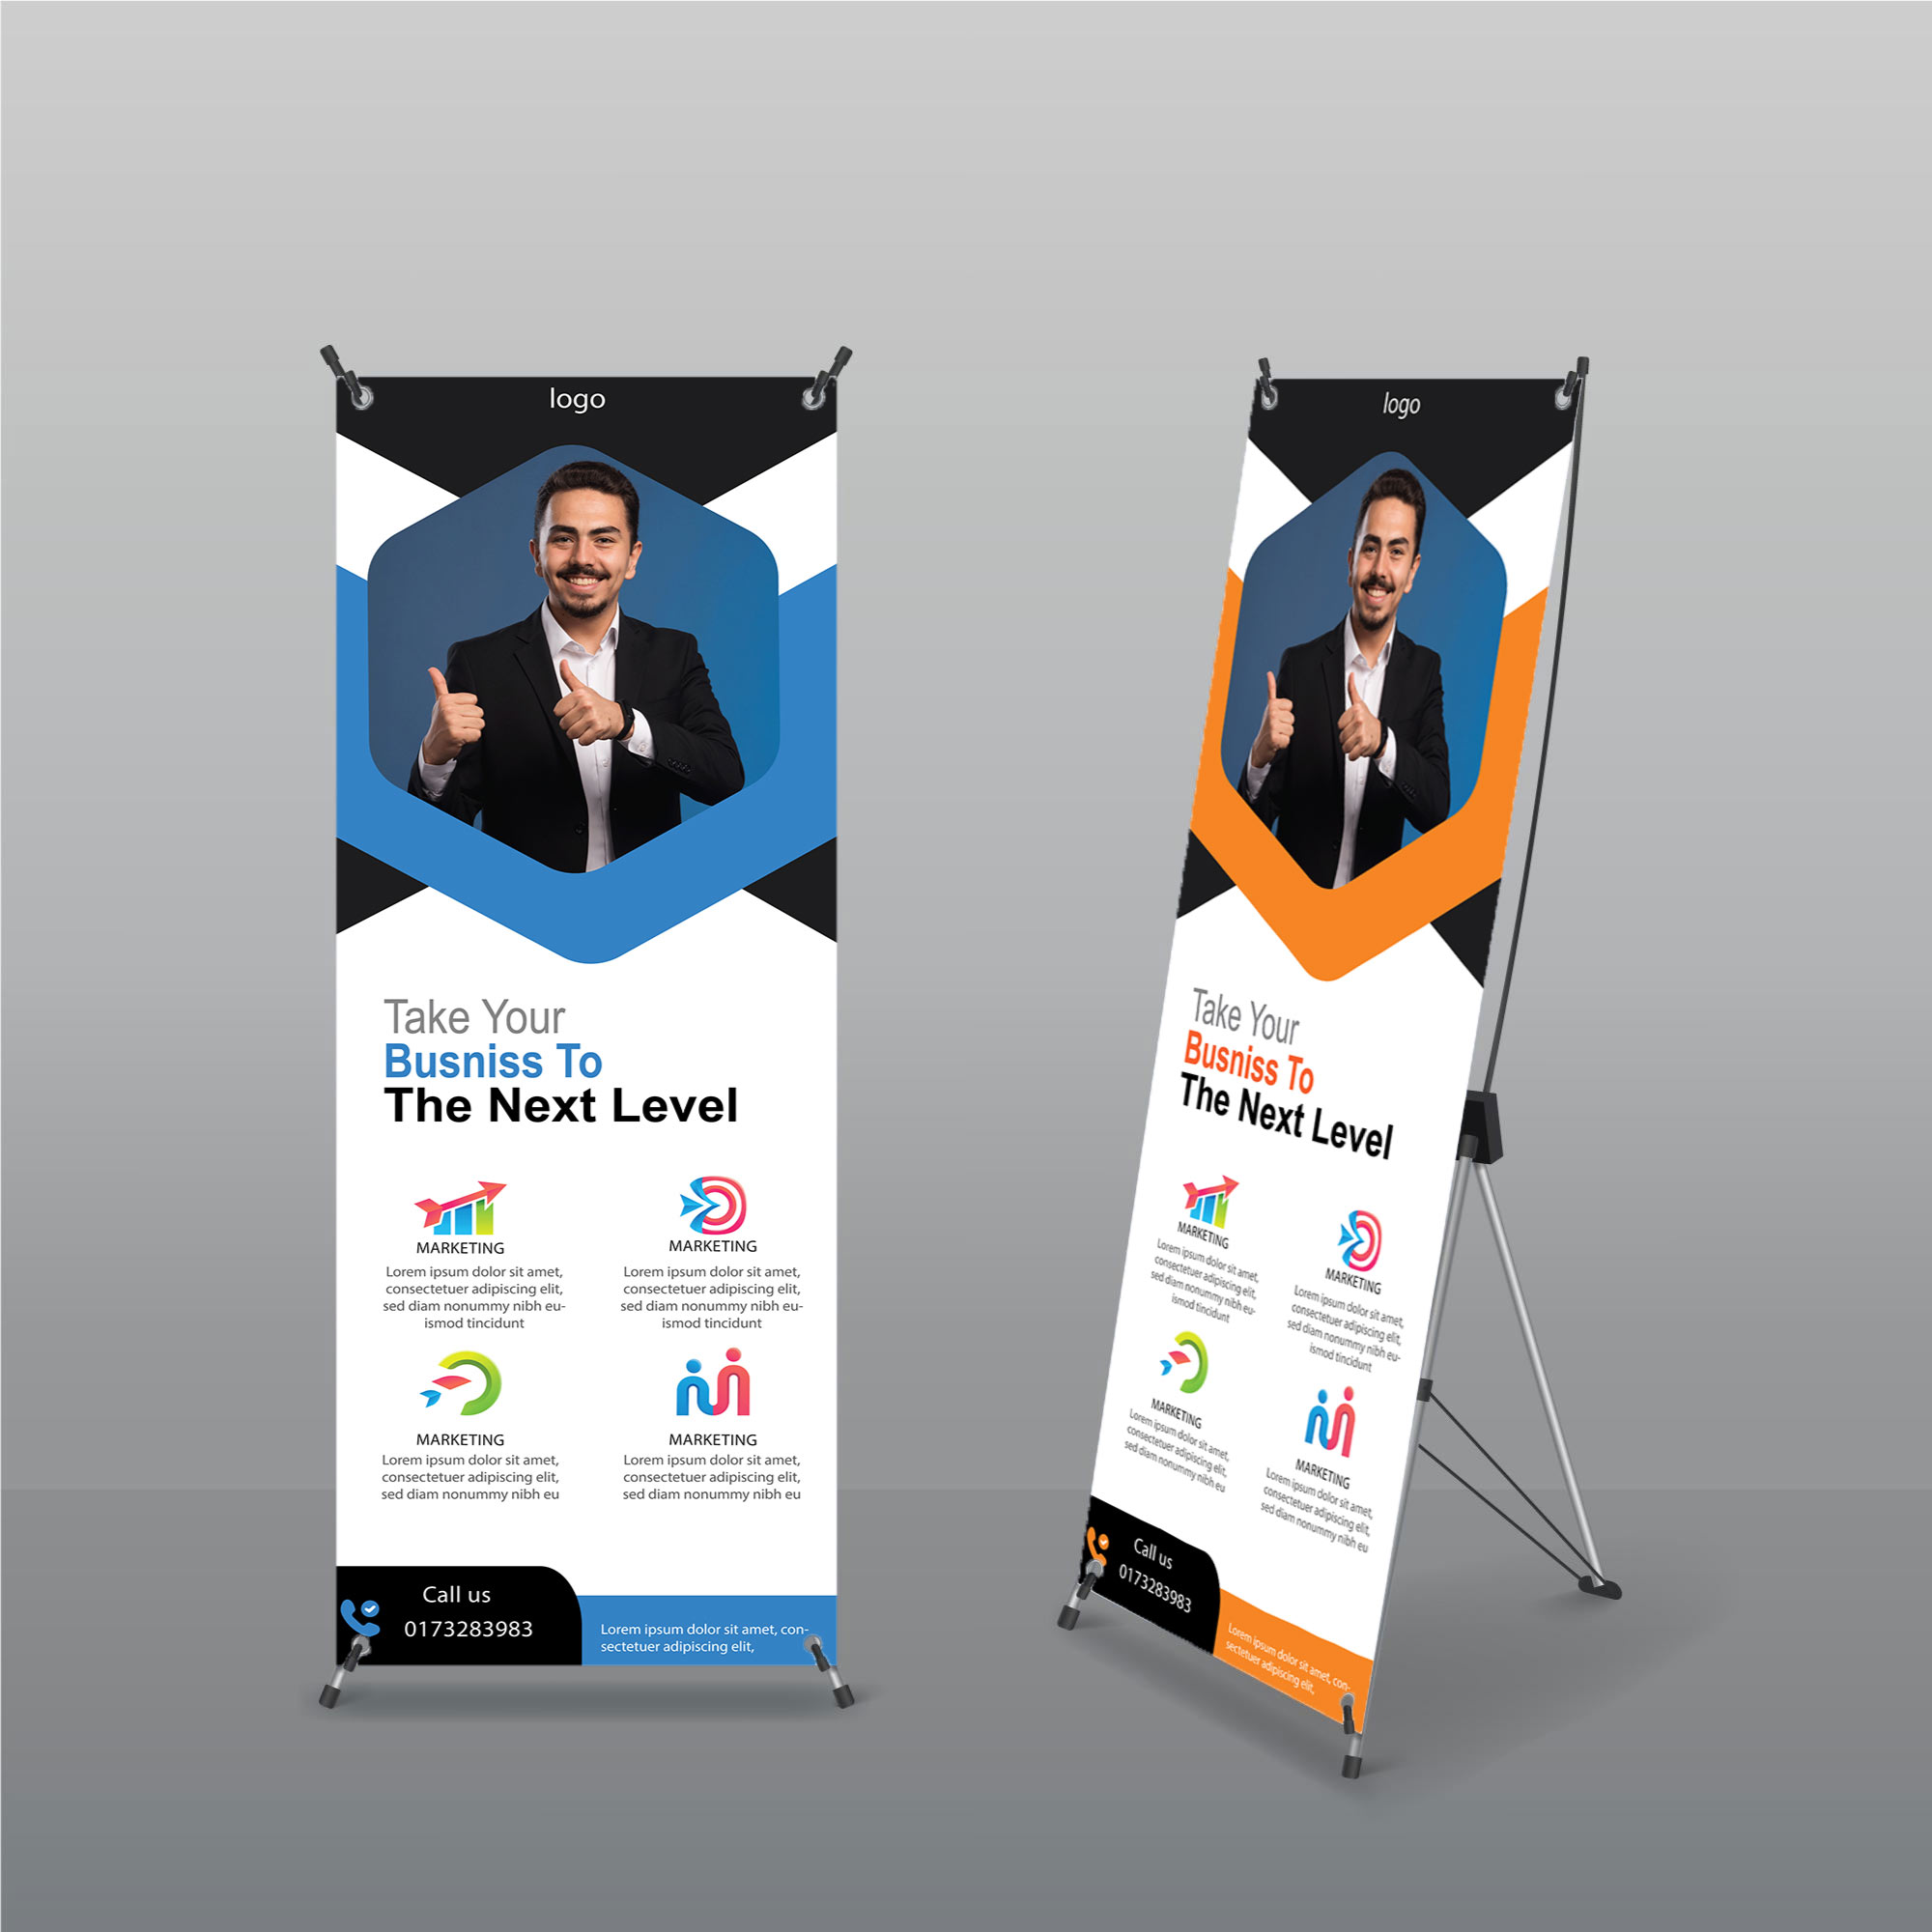 logo
Take Your
Busniss To
The Next Level
MARKETING
Lorem ipsum dolor sit amet,
consectetuer adipiscing elit,
sed diam nonummy nibh eu-
ismod tincidunt
MARKETING
Lorem ipsum dolor sit amet,
consectetuer adipiscing elit,
sed diam nonummy nibh eu-
ismod tincidunt
MARKETING
Lorem ipsum dolor sit amet,
consectetuer adipiscing elit,
sed diam nonummy nibh eu
MARKETING
Lorem ipsum dolor sit amet,
consectetuer adipiscing elit,
sed diam nonummy nibh eu
Call us
0173283983
Lorem ipsum dolor sit amet, con-
sectetuer adipiscing elit,
logo
Take Your
Busniss To
The Next Level
MARKETING
Lorem ipsum dolor sit amet,
consectetuer adipiscing elit,
sed diam nonummy nibh eu-
ismod tincidunt
MARKETING
Lorem ipsum dolor sit amet,
consectetuer adipiscing elit,
sed diam nonummy nibh eu-
ismod tincidunt
MARKETING
Lorem ipsum dolor sit amet,
consectetuer adipiscing elit,
sed diam nonummy nibh eu
MARKETING
Lorem ipsum dolor sit amet,
consectetuer adipiscing elit,
sed diam nonummy nibh eu
Call us
0173283983
Lorem ipsum dolor sit amet, con-
sectetuer adipiscing elit,